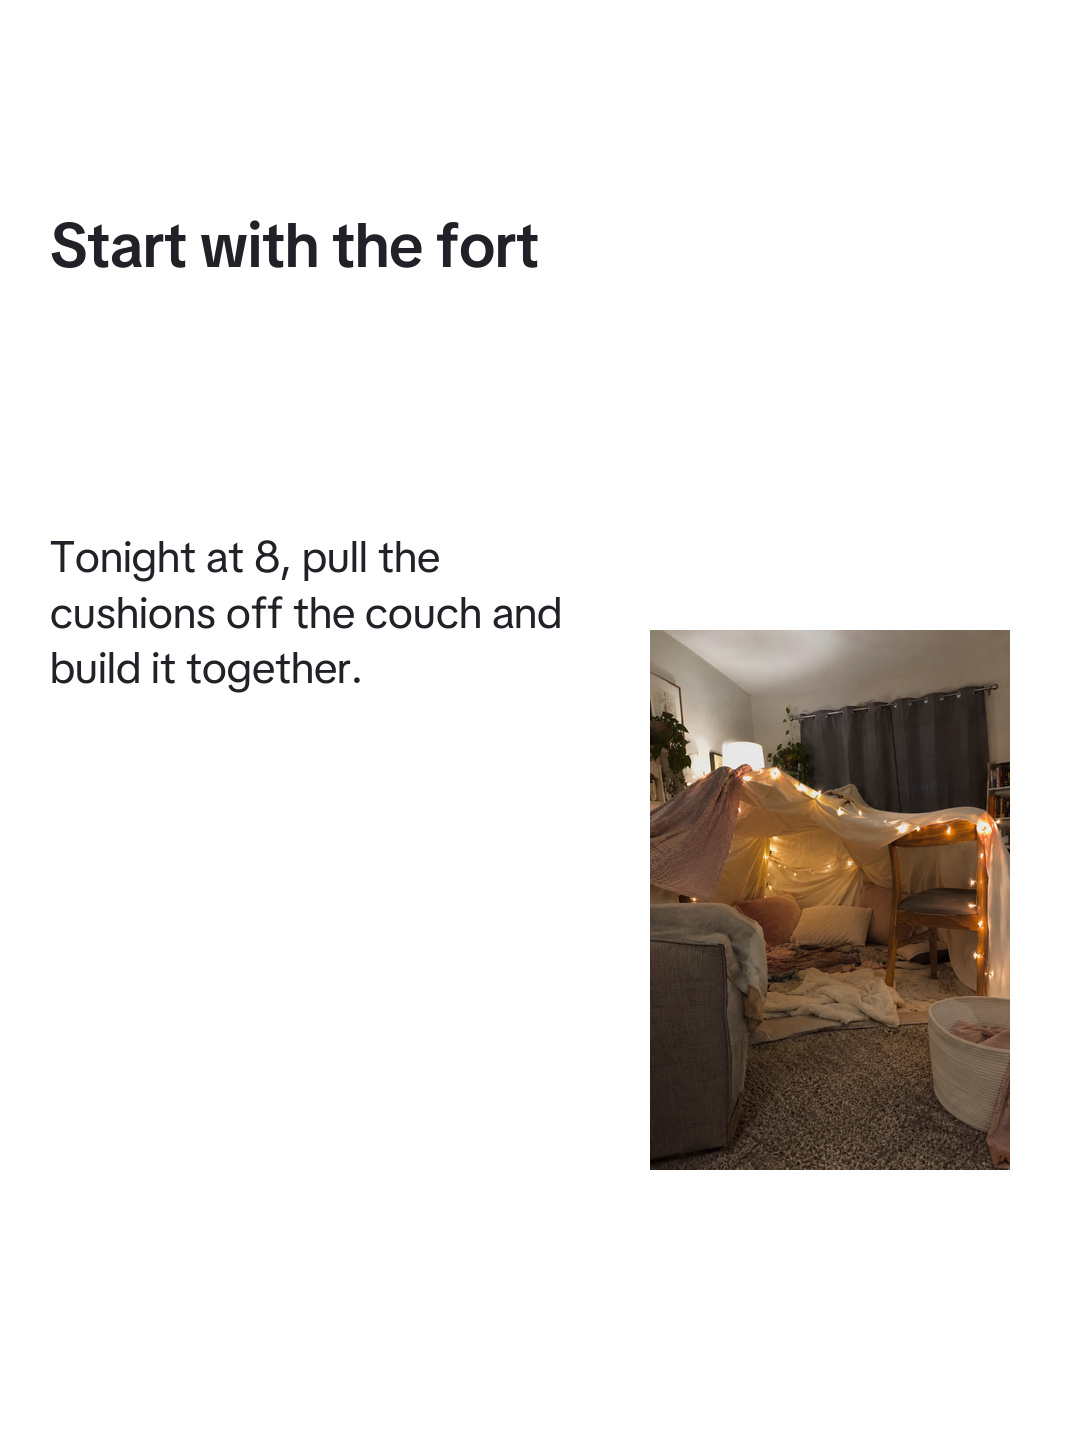 Start with the fort
Tonight at 8, pull the
cushions off the couch and
build it together.